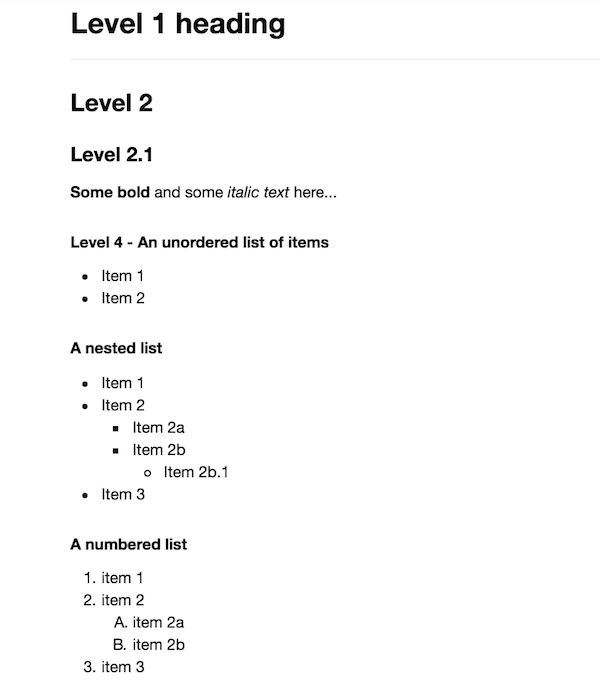 Level 1 heading
Level 2
Level 2.1
Some bold and some italic text here...
Level 4 - An unordered list of items
• Item 1
• Item 2
A nested list
• Item 1
• Item 2
▪ Item 2a
▪ Item 2b
◦ Item 2b.1
• Item 3
A numbered list
1. item 1
2. item 2
A. item 2a
B. item 2b
3. item 3